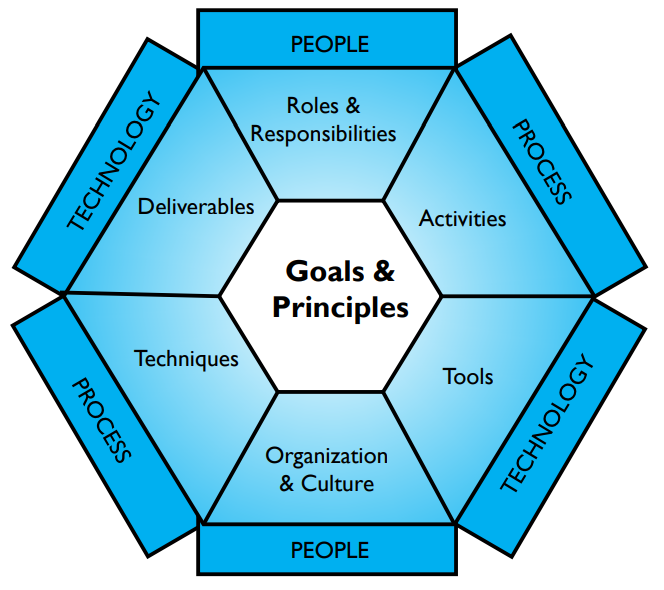 PEOPLE
TECHNOLOGY
PROCESS
Roles &
Responsibilities
Deliverables
Activities
Goals &
Principles
Techniques
Tools
Organization
& Culture
PROCESS
TECHNOLOGY
PEOPLE